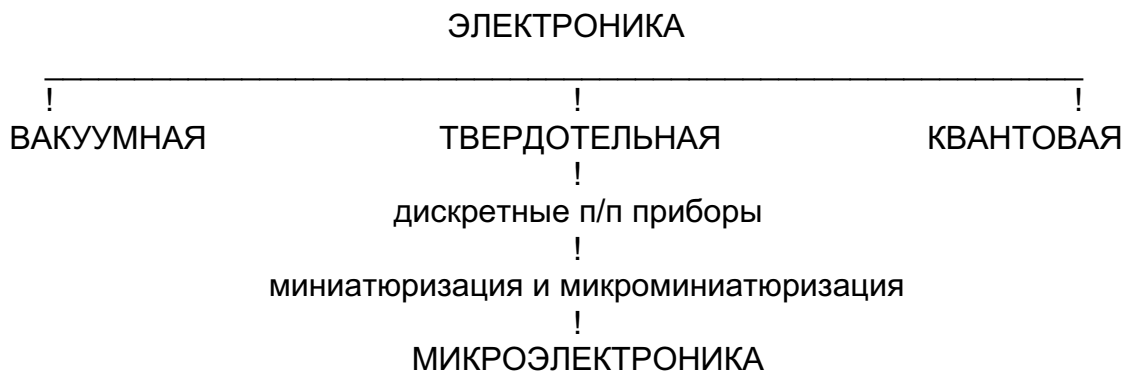 ЭЛЕКТРОНИКА
! ! !
ВАКУУМНАЯ ТВЕРДОТЕЛЬНАЯ КВАНТОВАЯ
!
дискретные п/п приборы
!
миниатюризация и микроминиатюризация
!
МИКРОЭЛЕКТРОНИКА